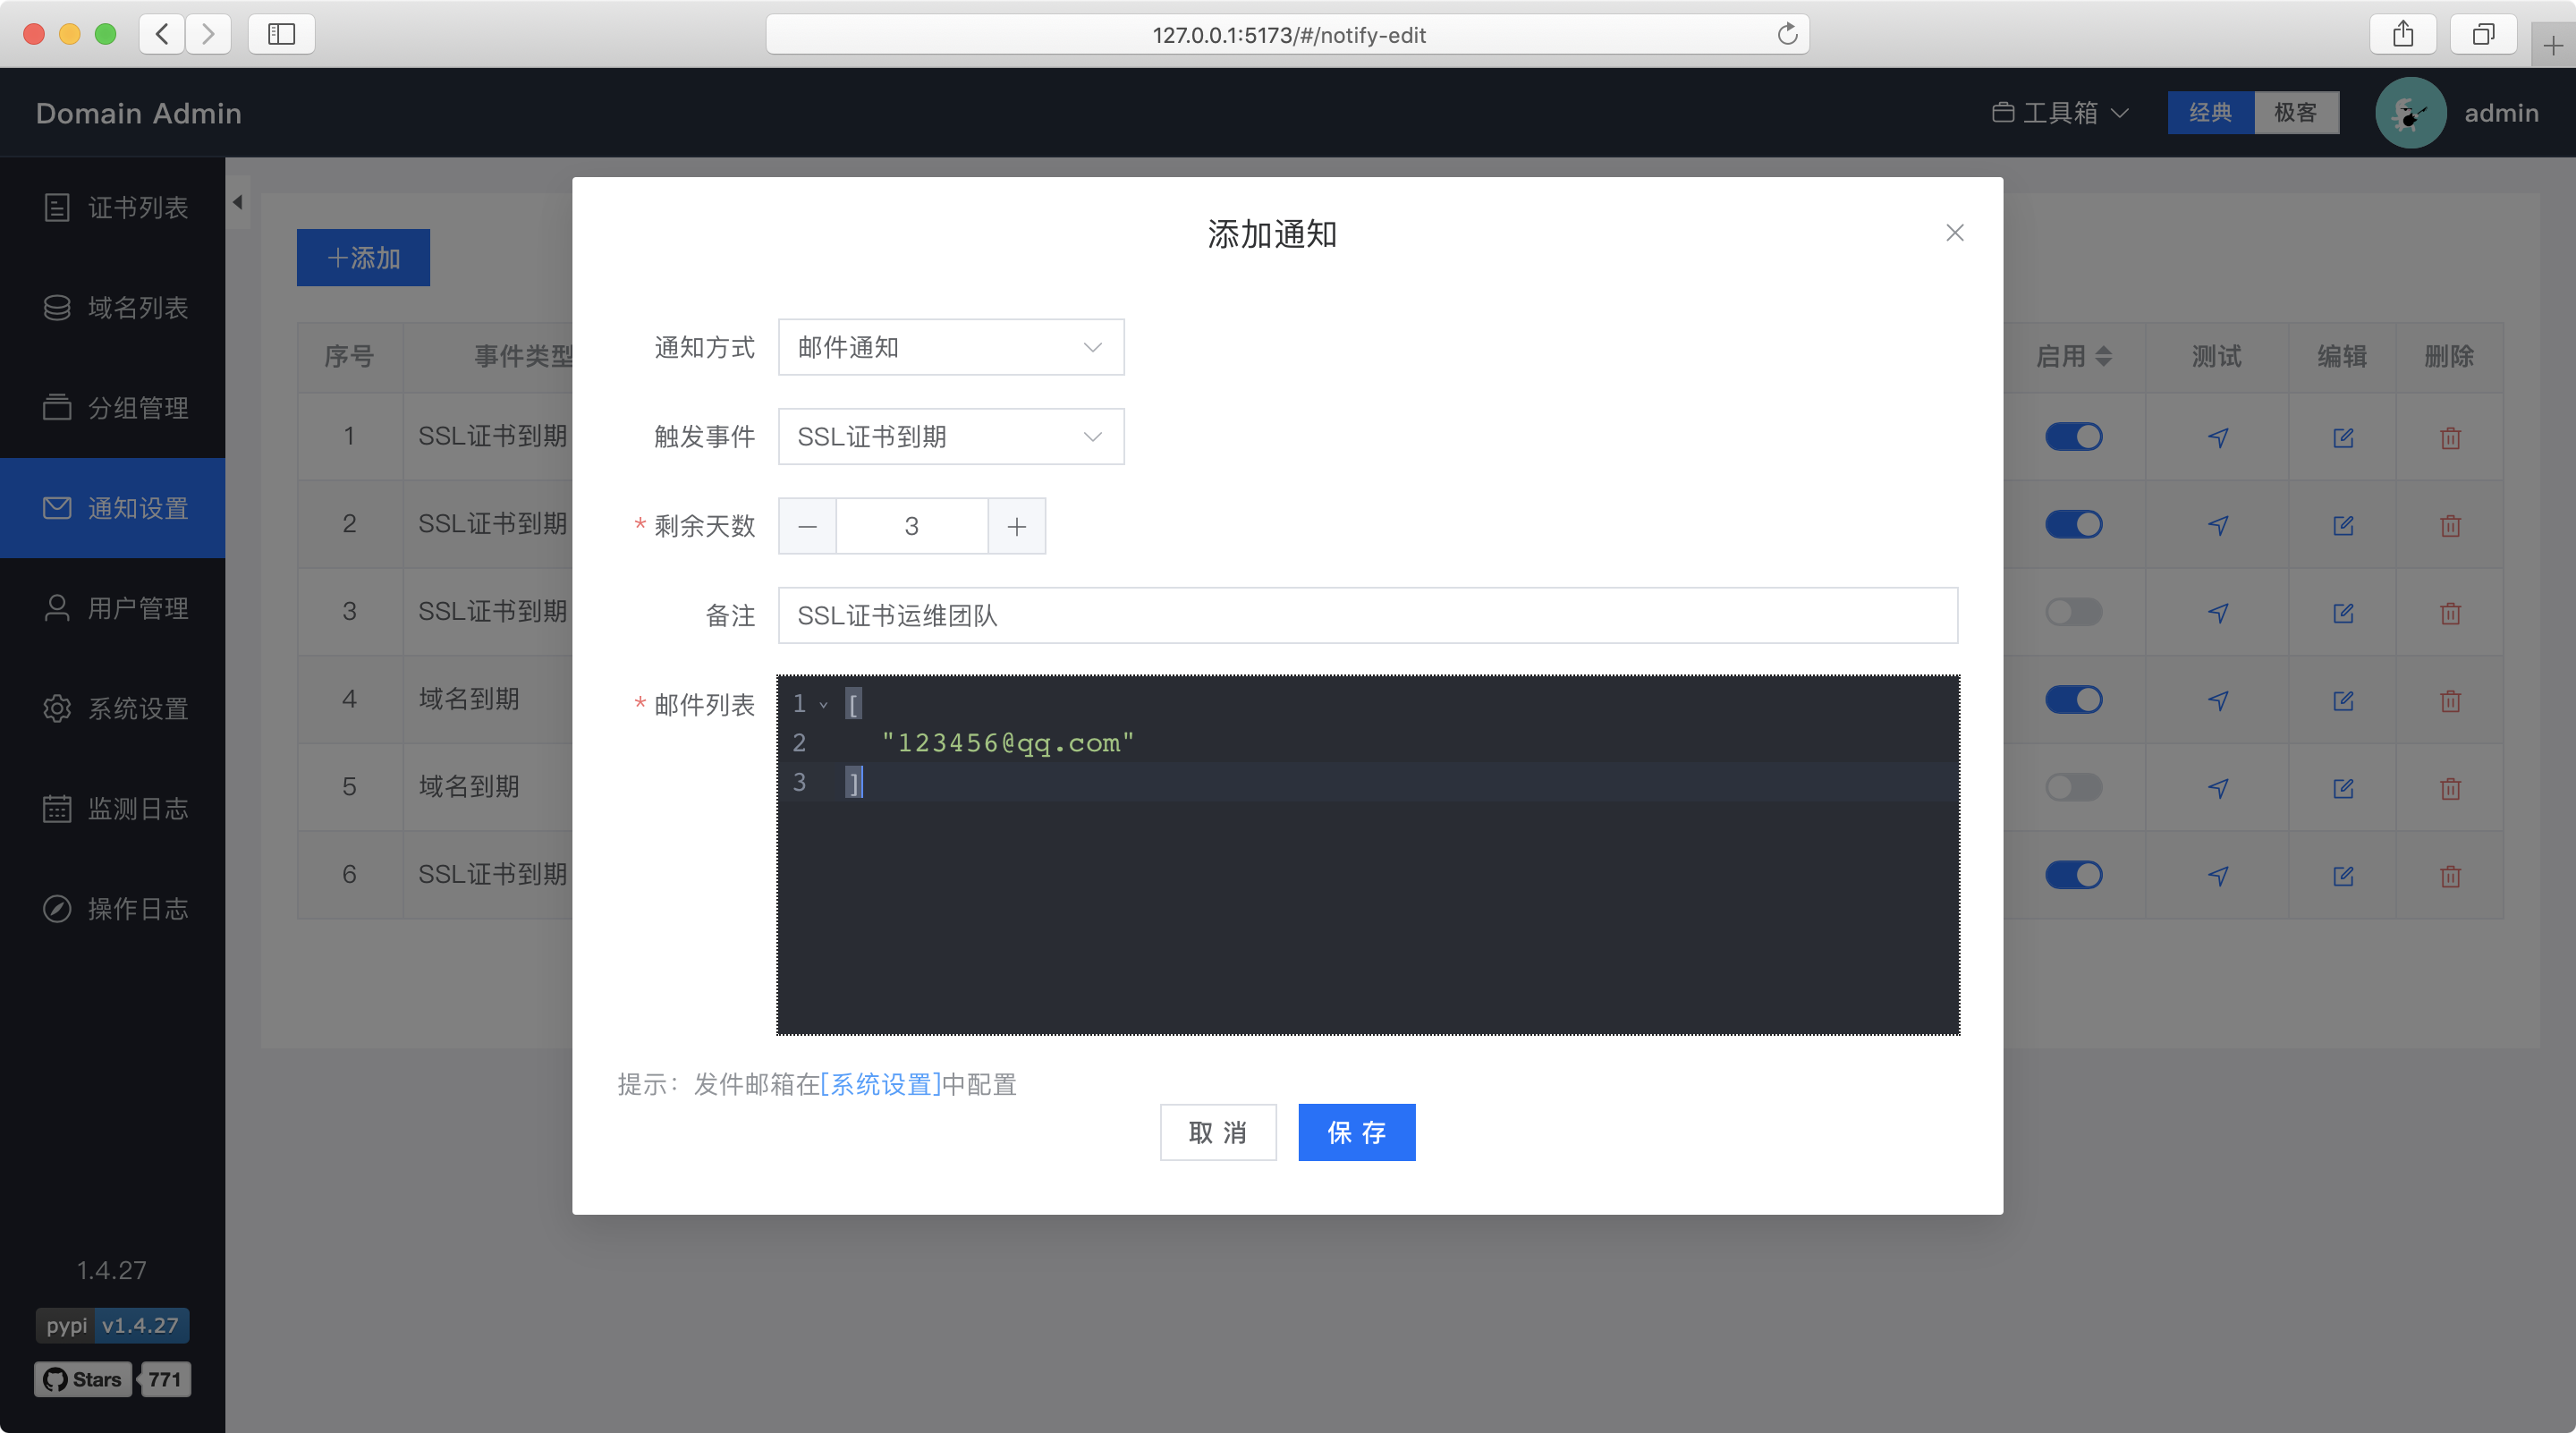 127.0.0.1:5173/#/notify-edit
Domain Admin
工具箱
经典 极客
admin
证书列表
域名列表
分组管理
通知设置
用户管理
系统设置
监测日志
操作日志
1.4.27
pypi v1.4.27
Stars 771
+添加
序号 事件类型 启用 测试 编辑 删除
1 SSL证书到期
2 SSL证书到期
3 SSL证书到期
4 域名到期
5 域名到期
6 SSL证书到期
添加通知
通知方式 邮件通知
触发事件 SSL证书到期
* 剩余天数 3
备注 SSL证书运维团队
* 邮件列表
1 [
2 "123456@qq.com"
3 ]
提示：发件邮箱在[系统设置]中配置
取 消 保 存